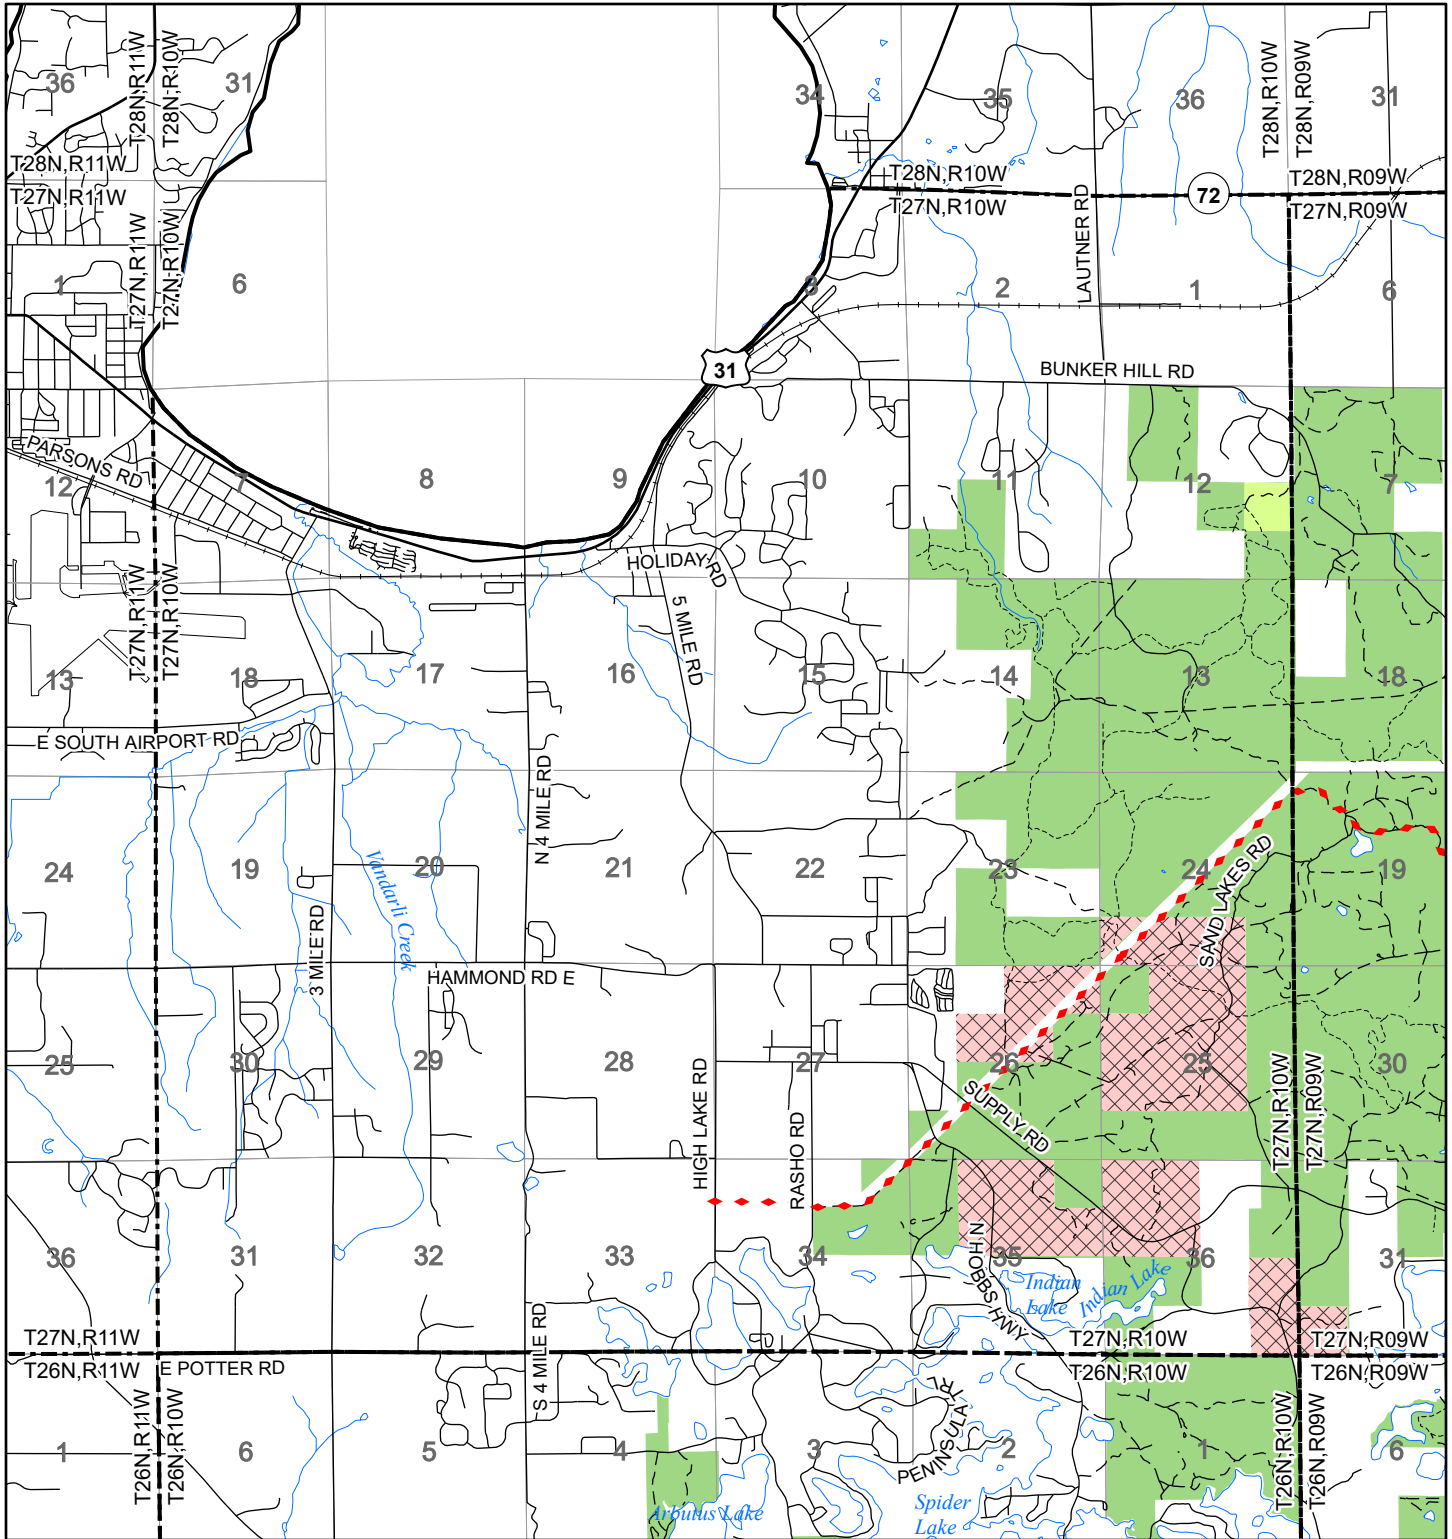 36
31
T28N,R11W
T28N,R10W
34
35
36
T28N,R10W
T28N,R09W
31
T28N,R11W
T27N,R11W
T28N,R10W
T27N,R10W
72
T28N,R09W
T27N,R09W
1
T27N,R11W
T27N,R10W
6
3
2
LAUTNER RD
1
6
31
BUNKER HILL RD
PARSONS RD
12
7
8
9
10
11
12
7
HOLIDAY RD
T27N,R11W
T27N,R10W
5 MILE RD
13
18
17
16
15
14
13
18
E SOUTH AIRPORT RD
N 4 MILE RD
24
19
Vandarli Creek
20
21
22
23
24
SAND LAKES RD
19
3 MILE RD
HAMMOND RD E
25
30
29
28
HIGH LAKE RD
27
26
25
30
SUPPLY RD
RASHO RD
T27N,R10W
T27N,R09W
36
31
32
33
34
OHN
BBS HWY
35
Indian
Lake
Indian Lake
36
31
T27N,R11W
T26N,R11W
E POTTER RD
S 4 MILE RD
T27N,R10W
T26N,R10W
T27N,R09W
T26N,R09W
T26N,R11W
T26N,R10W
1
6
5
4
3
PENINSULA TRL
2
1
T26N,R10W
T26N,R09W
6
Arbutus Lake
Spider
Lake